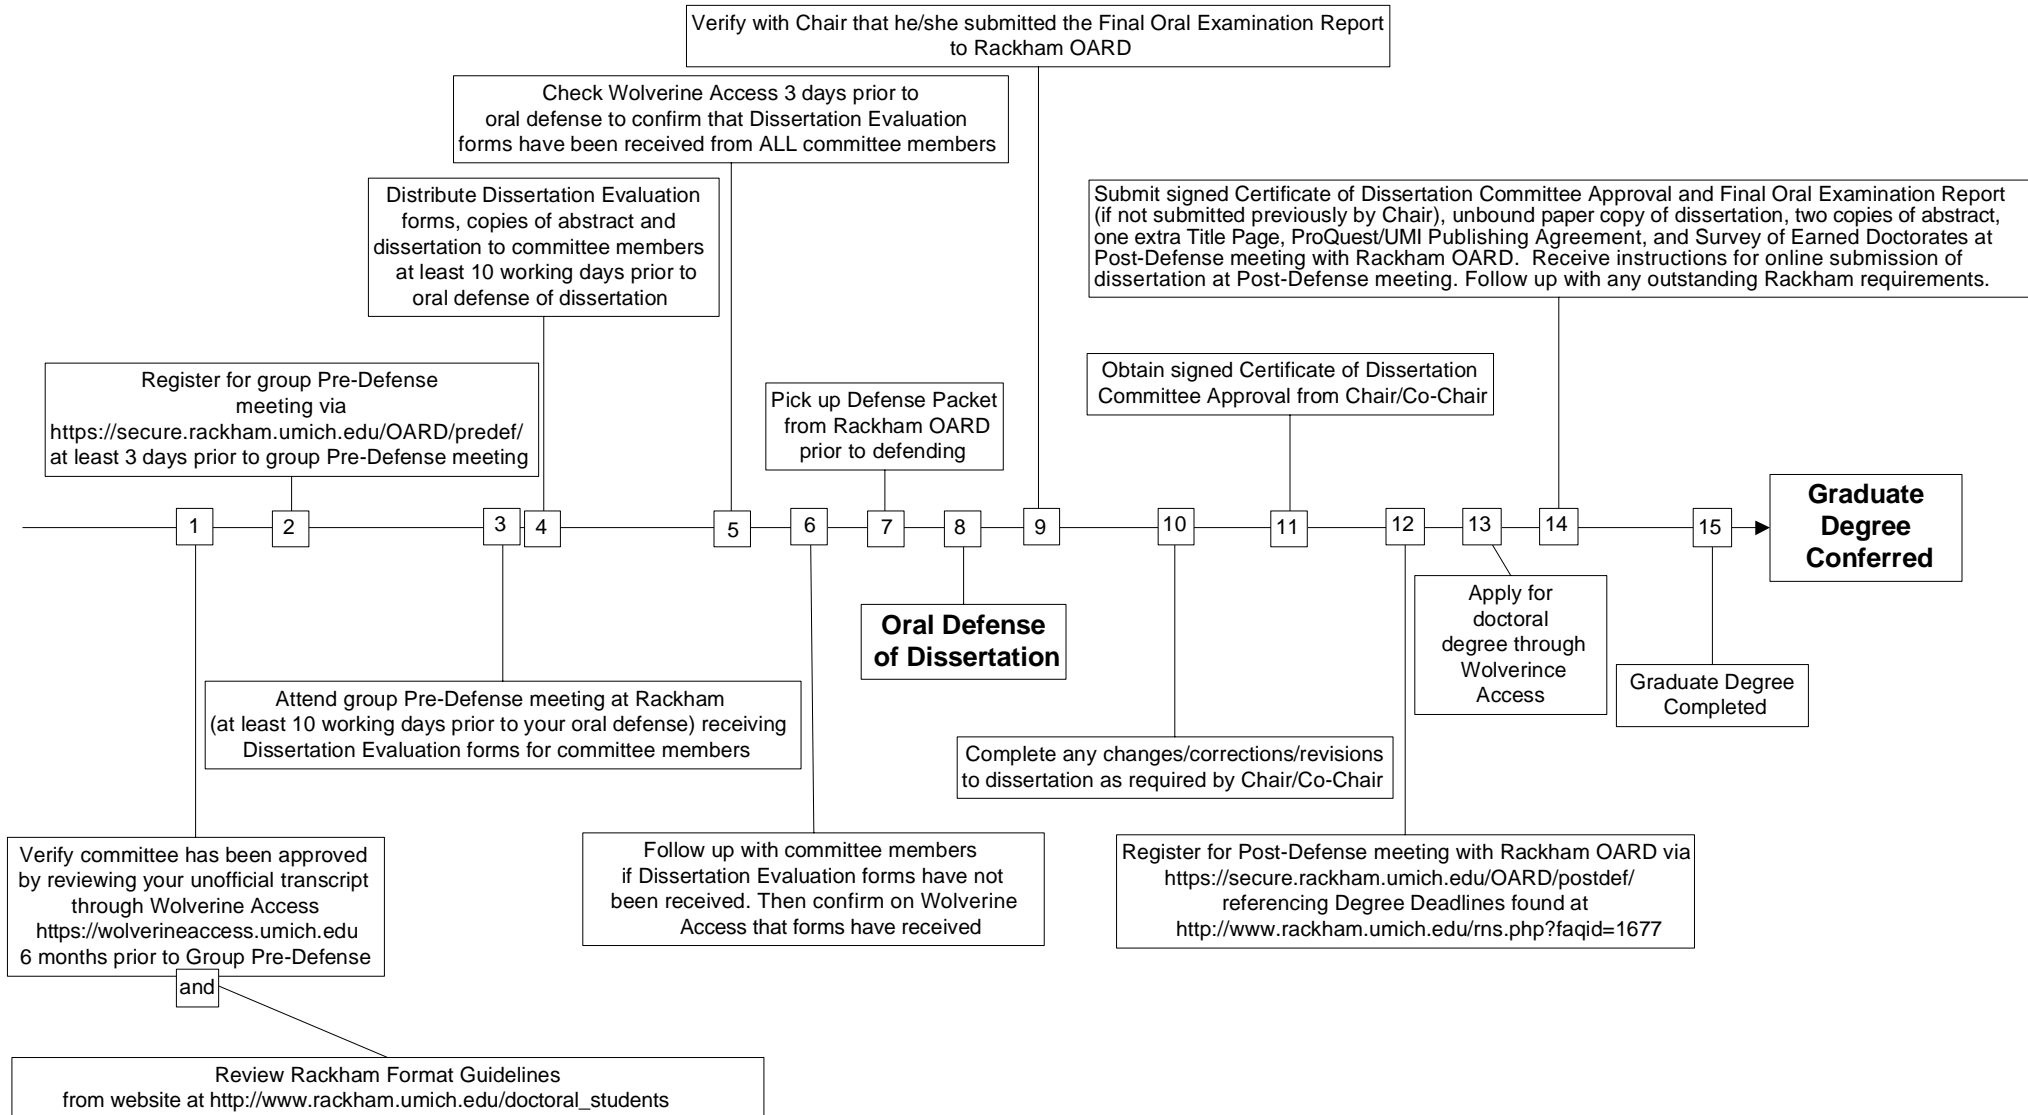 Verify with Chair that he/she submitted the Final Oral Examination Report
to Rackham OARD
Check Wolverine Access 3 days prior to
oral defense to confirm that Dissertation Evaluation
forms have been received from ALL committee members
Distribute Dissertation Evaluation
forms, copies of abstract and
dissertation to committee members
at least 10 working days prior to
oral defense of dissertation
Submit signed Certificate of Dissertation Committee Approval and Final Oral Examination Report
(if not submitted previously by Chair), unbound paper copy of dissertation, two copies of abstract,
one extra Title Page, ProQuest/UMI Publishing Agreement, and Survey of Earned Doctorates at
Post-Defense meeting with Rackham OARD.  Receive instructions for online submission of
dissertation at Post-Defense meeting. Follow up with any outstanding Rackham requirements.
Register for group Pre-Defense
meeting via
https://secure.rackham.umich.edu/OARD/predef/
at least 3 days prior to group Pre-Defense meeting
Pick up Defense Packet
from Rackham OARD
prior to defending
Obtain signed Certificate of Dissertation
Committee Approval from Chair/Co-Chair
1
2
3
4
5
6
7
8
9
10
11
12
13
14
15
Graduate
Degree
Conferred
Oral Defense
of Dissertation
Apply for
doctoral
degree through
Wolverince
Access
Graduate Degree
Completed
Attend group Pre-Defense meeting at Rackham
(at least 10 working days prior to your oral defense) receiving
Dissertation Evaluation forms for committee members
Complete any changes/corrections/revisions
to dissertation as required by Chair/Co-Chair
Verify committee has been approved
by reviewing your unofficial transcript
through Wolverine Access
https://wolverineaccess.umich.edu
6 months prior to Group Pre-Defense
Follow up with committee members
if Dissertation Evaluation forms have not
been received. Then confirm on Wolverine
Access that forms have received
Register for Post-Defense meeting with Rackham OARD via
https://secure.rackham.umich.edu/OARD/postdef/
referencing Degree Deadlines found at
http://www.rackham.umich.edu/rns.php?faqid=1677
and
Review Rackham Format Guidelines
from website at http://www.rackham.umich.edu/doctoral_students